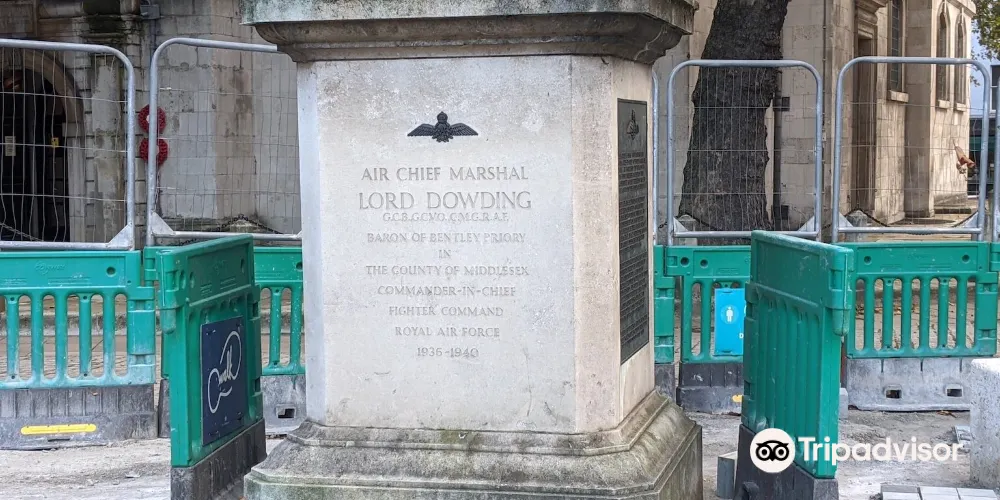 AIR CHIEF MARSHAL
LORD DOWDING
G.C.B.G.C.V.O.C.M.G.R.A.F.
BARON OF BENTLEY PRIORY
IN
THE COUNTY OF MIDDLESEX
COMMANDER-IN-CHIEF
FIGHTER COMMAND
ROYAL AIR FORCE
1936-1940
Tripadvisor